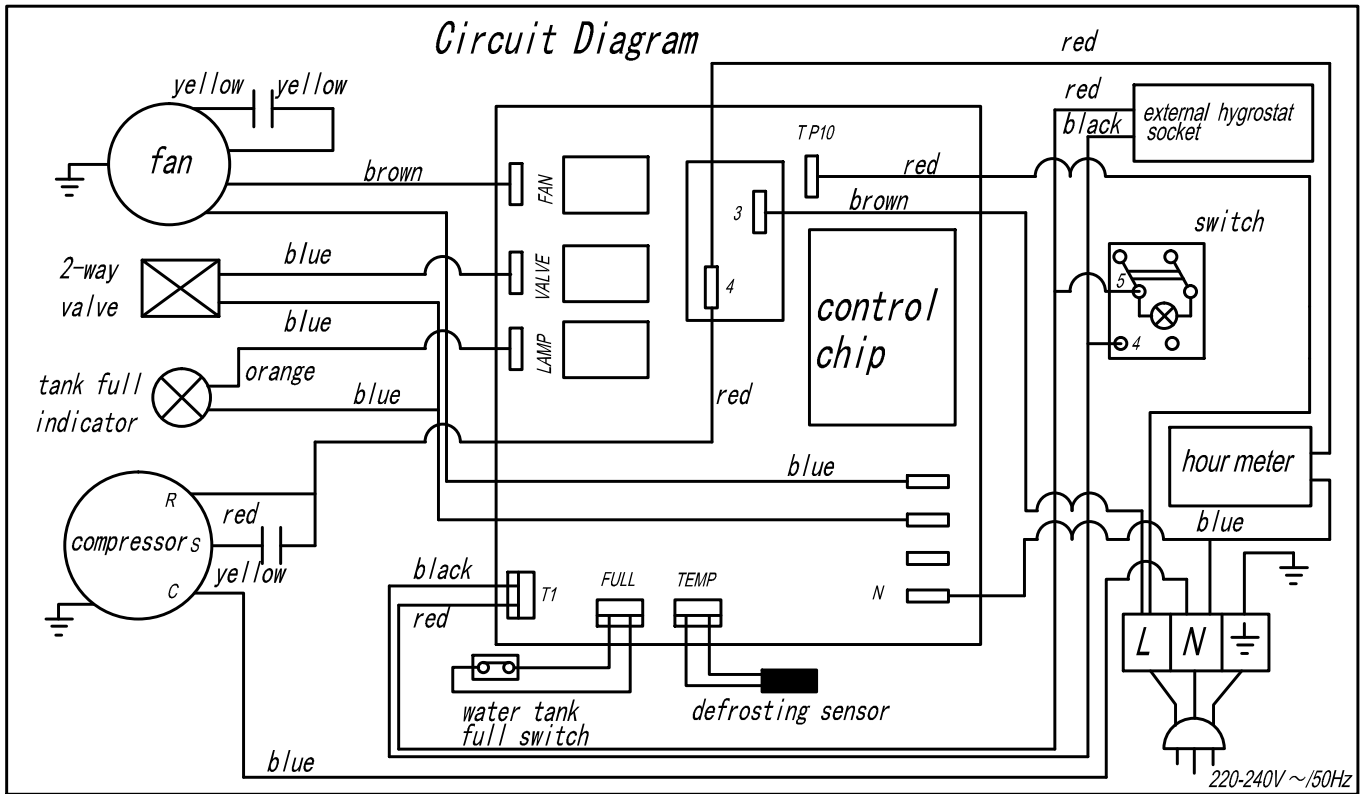 Circuit Diagram
red
yellow
yellow
red
external hygrostat
socket
black
TP10
fan
brown
FAN
red
3
brown
switch
2-way
valve
blue
VALVE
4
5
control
chip
4
blue
LAMP
orange
tank full
indicator
blue
red
hour meter
blue
R
red
compressor
S
yellow
C
blue
black
red
T1
FULL
TEMP
N
L
N
water tank
full switch
defrosting sensor
blue
220-240V～/50Hz